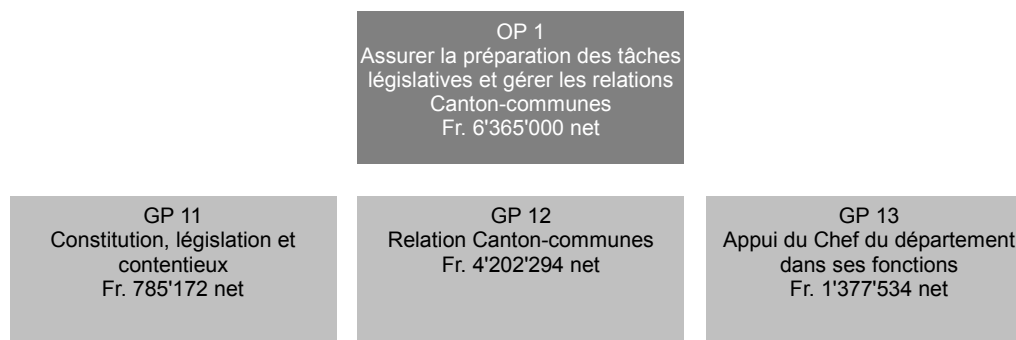 OP 1
Assurer la préparation des tâches
législatives et gérer les relations
Canton-communes
Fr. 6'365'000 net
GP 11
Constitution, législation et
contentieux
Fr. 785'172 net
GP 12
Relation Canton-communes
Fr. 4'202'294 net
GP 13
Appui du Chef du département
dans ses fonctions
Fr. 1'377'534 net